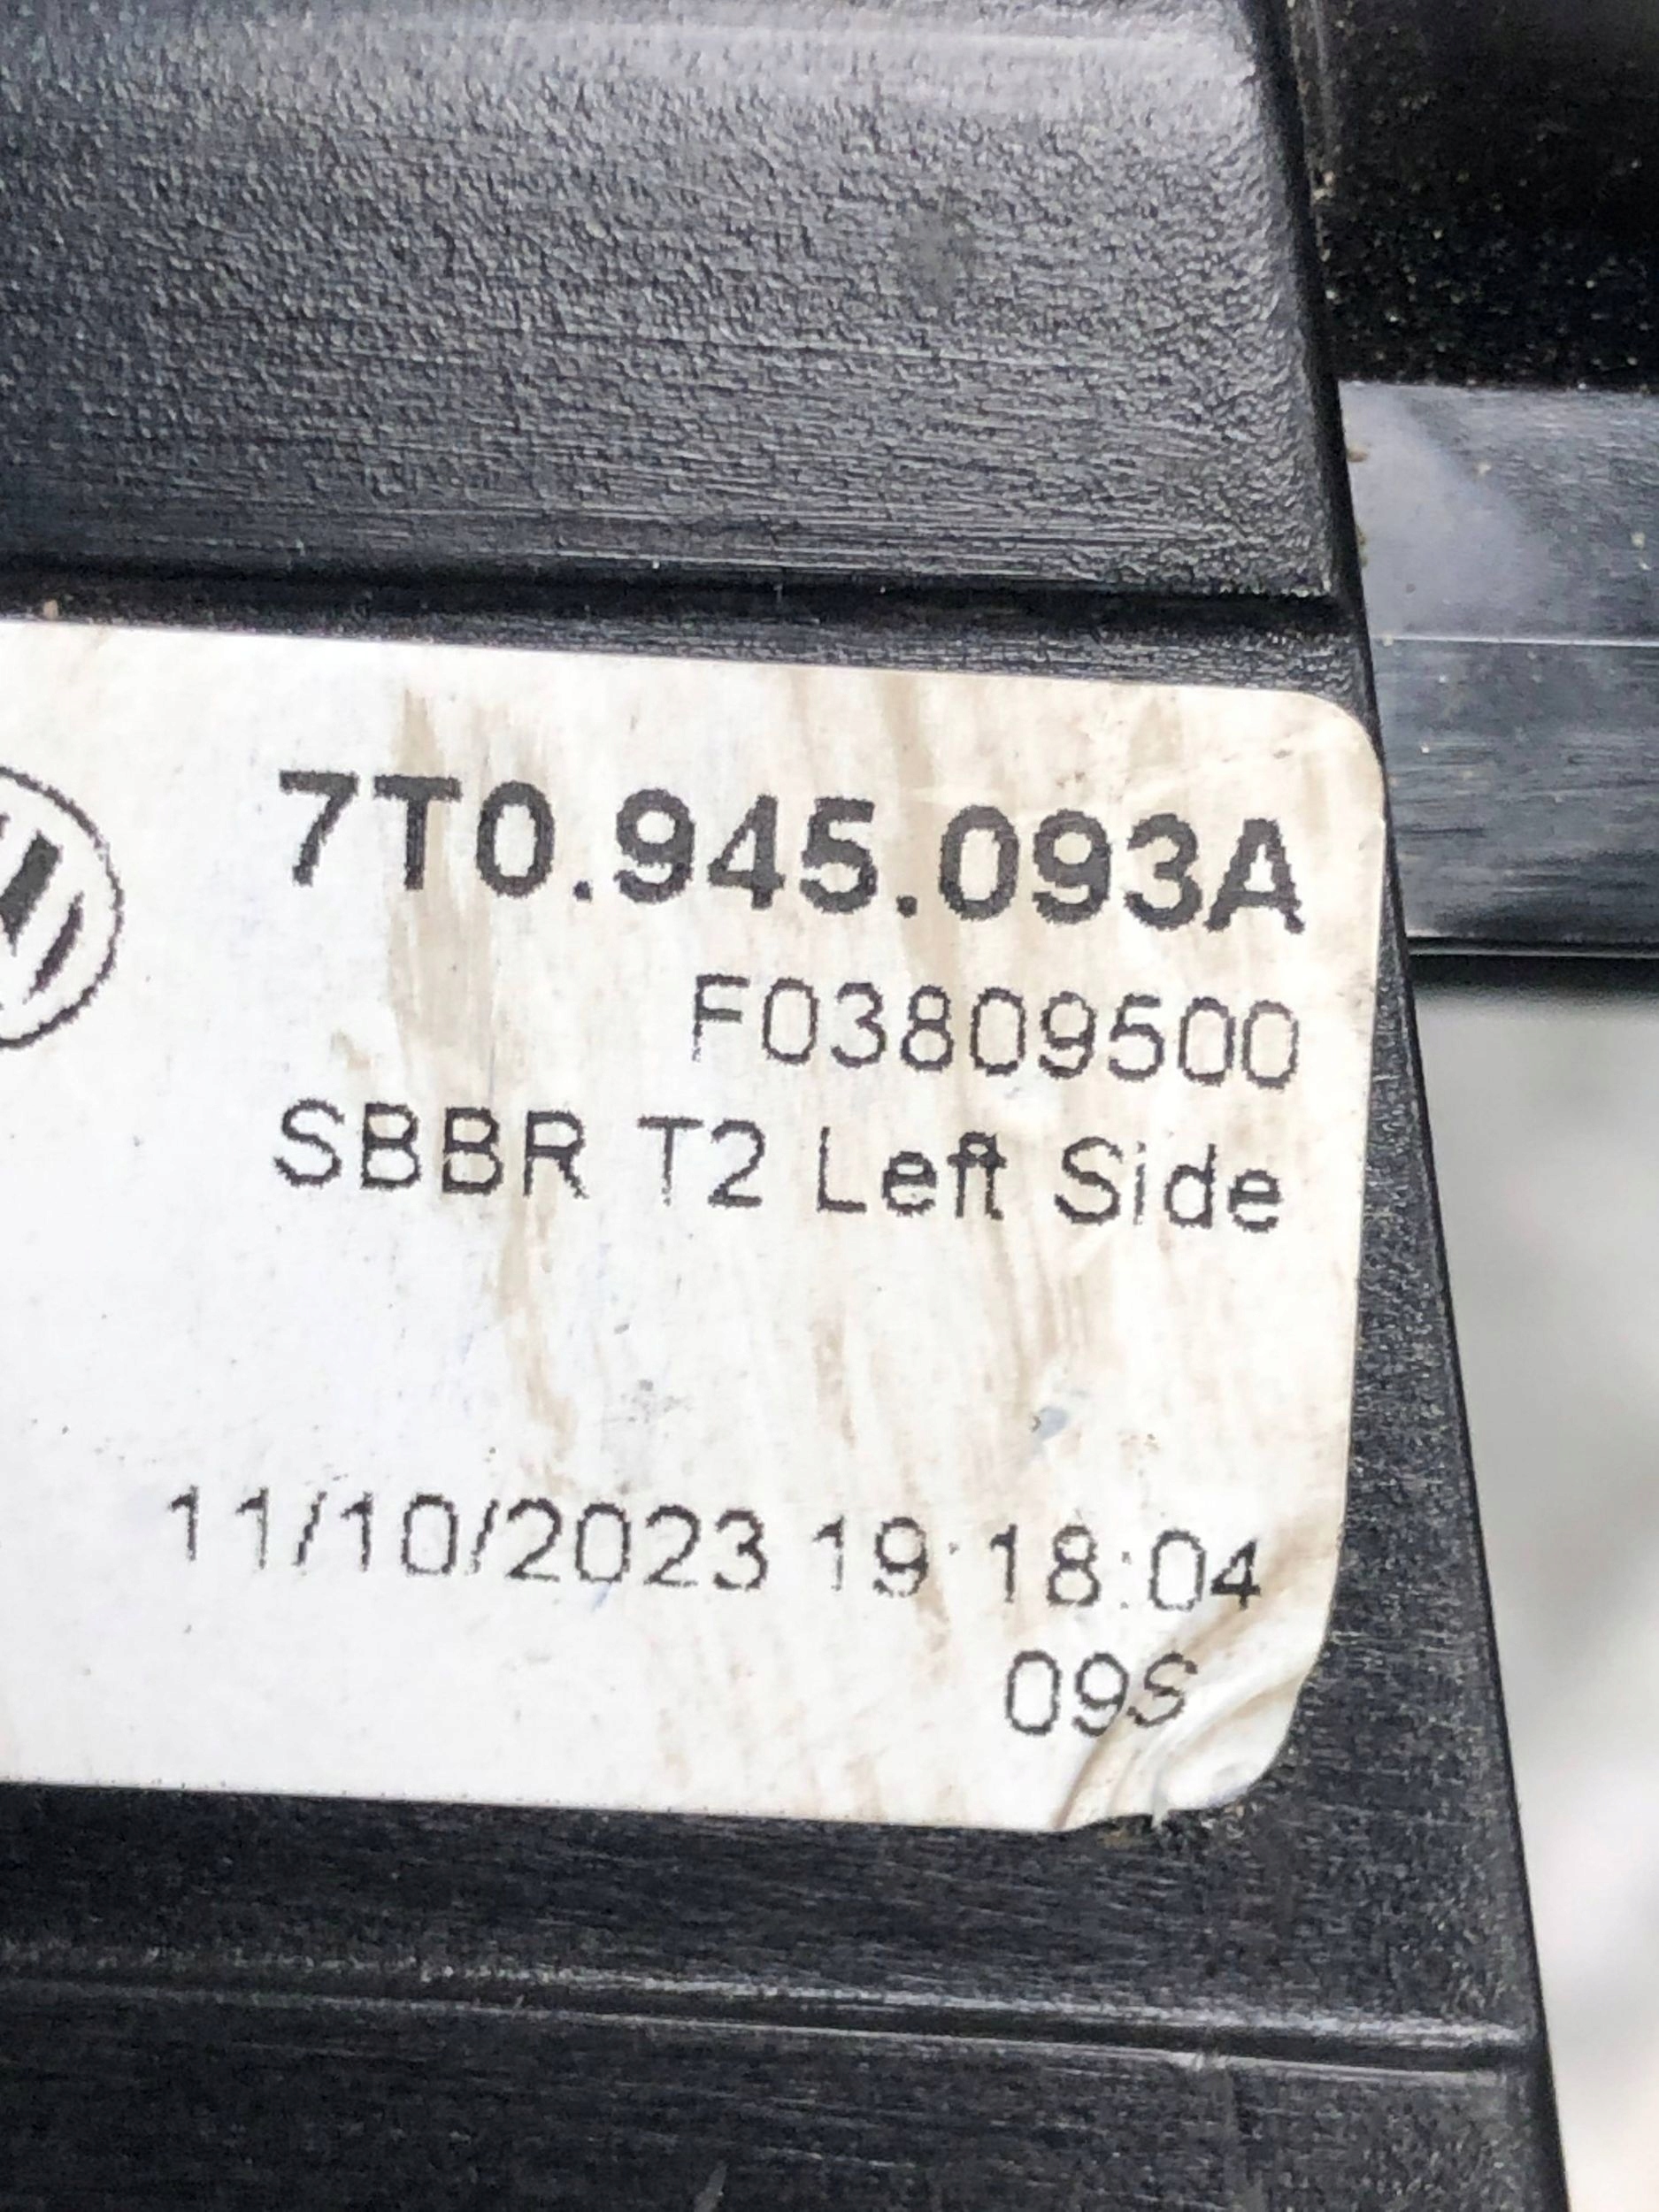 7T0.945.093A
F03809500
SBBR T2 Left Side
11/10/2023 19:18:04
09S